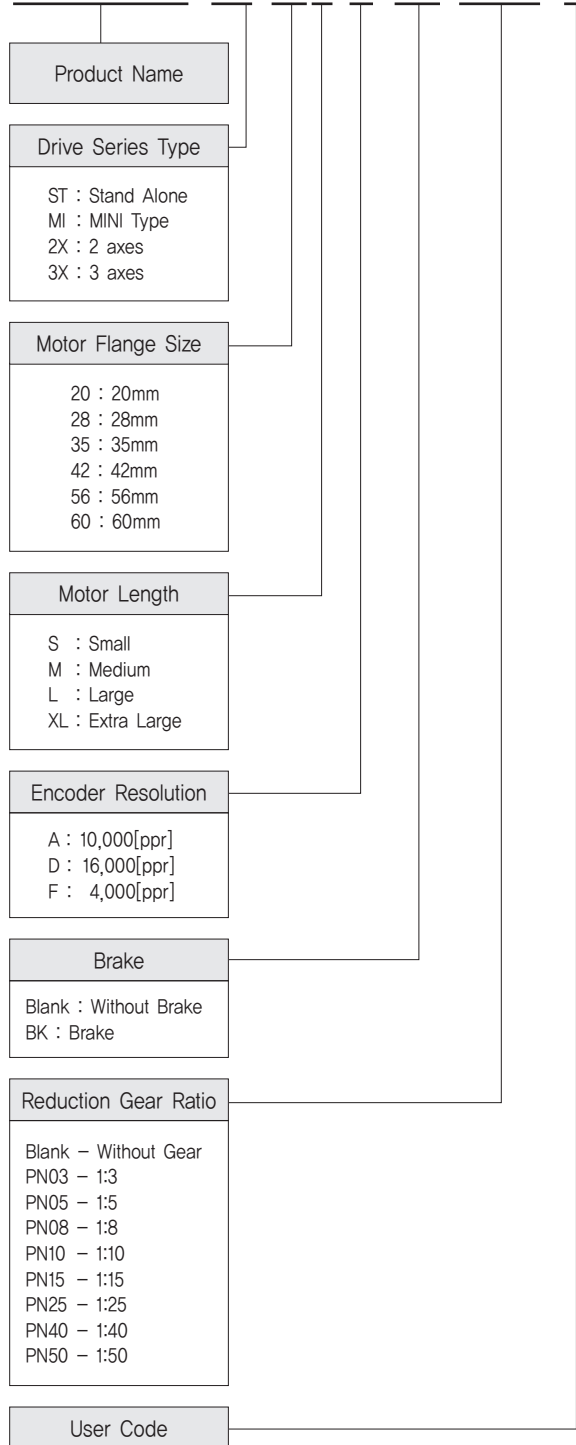 Product Name
Drive Series Type
ST : Stand Alone
MI : MINI Type
2X : 2 axes
3X : 3 axes
Motor Flange Size
20 : 20mm
28 : 28mm
35 : 35mm
42 : 42mm
56 : 56mm
60 : 60mm
Motor Length
S : Small
M : Medium
L : Large
XL : Extra Large
Encoder Resolution
A : 10,000[ppr]
D : 16,000[ppr]
F : 4,000[ppr]
Brake
Blank : Without Brake
BK : Brake
Reduction Gear Ratio
Blank – Without Gear
PN03 – 1:3
PN05 – 1:5
PN08 – 1:8
PN10 – 1:10
PN15 – 1:15
PN25 – 1:25
PN40 – 1:40
PN50 – 1:50
User Code